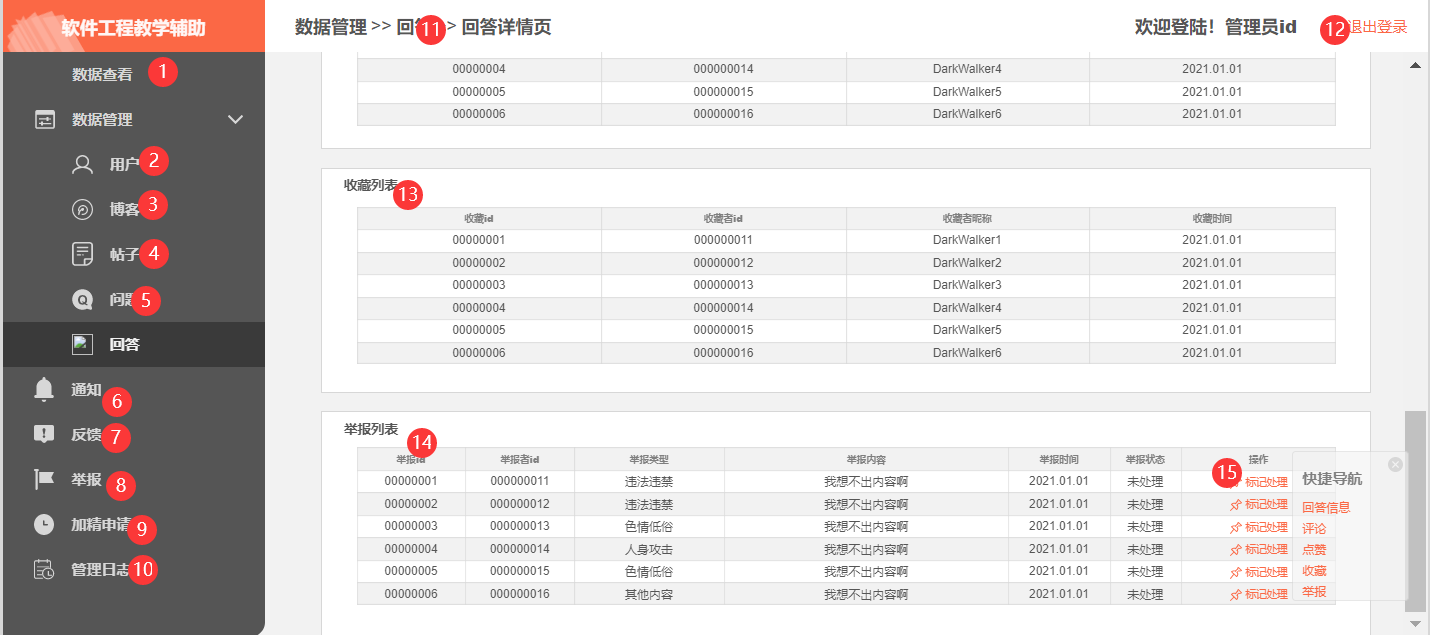 软件工程教学辅助
数据管理 >> 回 11 > 回答详情页
欢迎登陆！管理员id
12 退出登录
数据查看 1
数据管理
用户 2
博客 3
帖子 4
问题 5
回答
通知 6
反馈 7
举报 8
加精申请 9
管理日志 10
00000004 000000014 DarkWalker4 2021.01.01
00000005 000000015 DarkWalker5 2021.01.01
00000006 000000016 DarkWalker6 2021.01.01
收藏列表 13
收藏id 收藏者id 收藏者昵称 收藏时间
00000001 000000011 DarkWalker1 2021.01.01
00000002 000000012 DarkWalker2 2021.01.01
00000003 000000013 DarkWalker3 2021.01.01
00000004 000000014 DarkWalker4 2021.01.01
00000005 000000015 DarkWalker5 2021.01.01
00000006 000000016 DarkWalker6 2021.01.01
举报列表 14
举报id 举报者id 举报类型 举报内容 举报时间 举报状态 操作
00000001 000000011 违法违禁 我想不出内容啊 2021.01.01 未处理 15 标记处理
00000002 000000012 违法违禁 我想不出内容啊 2021.01.01 未处理 标记处理
00000003 000000013 色情低俗 我想不出内容啊 2021.01.01 未处理 标记处理
00000004 000000014 人身攻击 我想不出内容啊 2021.01.01 未处理 标记处理
00000005 000000015 色情低俗 我想不出内容啊 2021.01.01 未处理 标记处理
00000006 000000016 其他内容 我想不出内容啊 2021.01.01 未处理 标记处理
快捷导航
回答信息
评论
点赞
收藏
举报